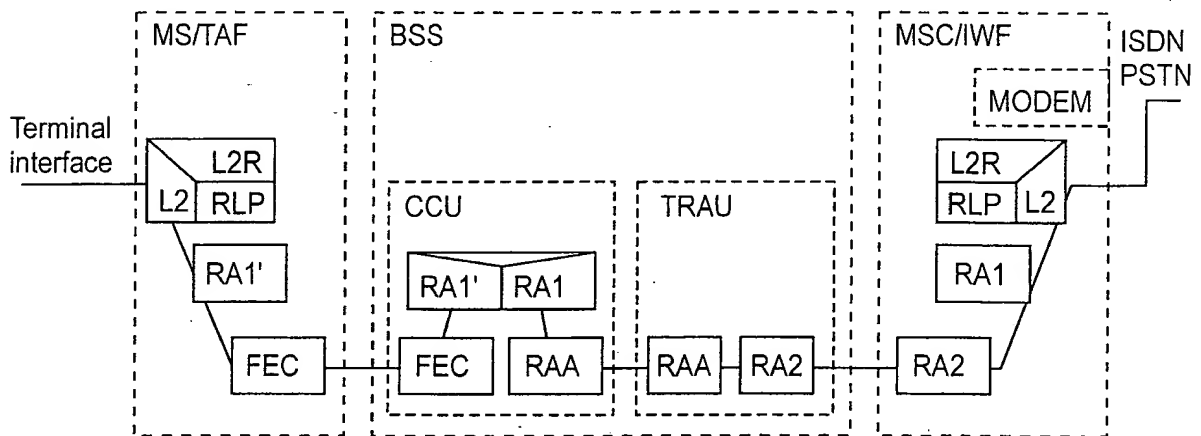 MS/TAF
BSS
MSC/IWF
ISDN
PSTN
MODEM
Terminal
interface
L2R
L2
RLP
L2R
RLP
L2
CCU
TRAU
RA1'
RA1'
RA1
RA1
FEC
FEC
RAA
RAA
RA2
RA2